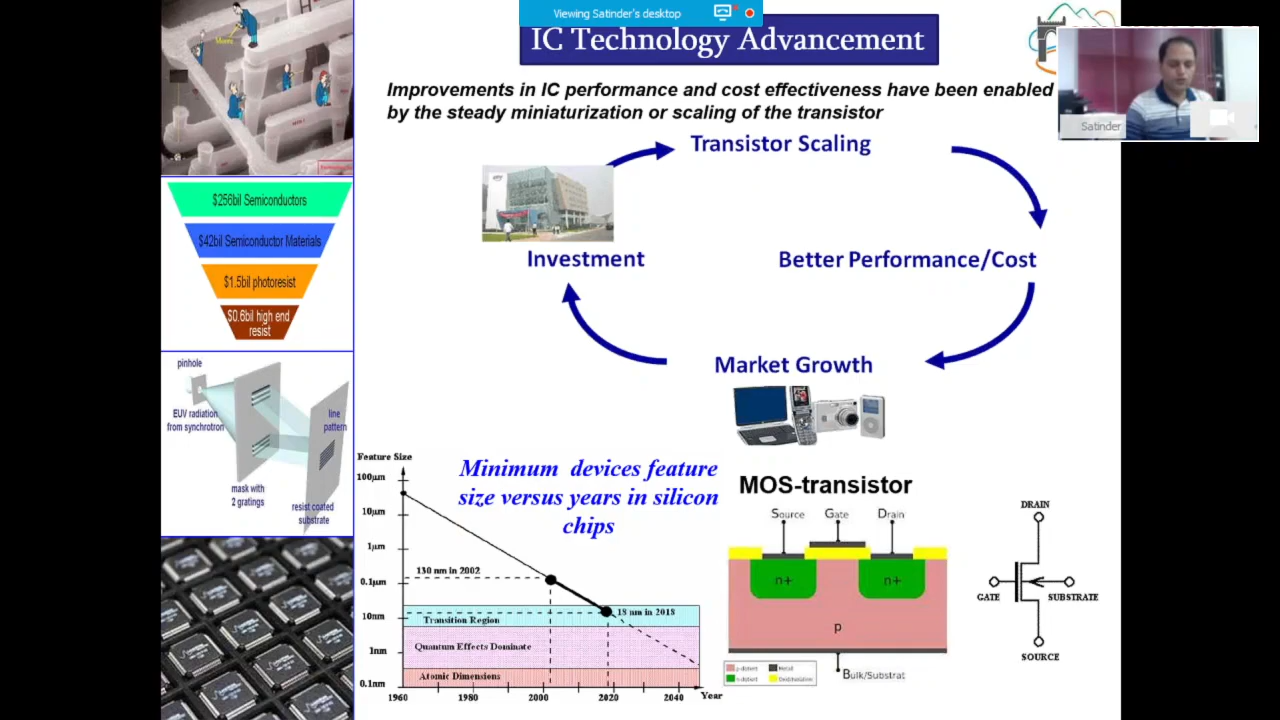 Viewing Satinder's desktop
IC Technology Advancement
Satinder
Improvements in IC performance and cost effectiveness have been enabled
by the steady miniaturization or scaling of the transistor
Transistor Scaling
Investment
Better Performance/Cost
Market Growth
$256bil Semiconductors
$42bil Semiconductor Materials
$1.5bil photoresist
$0.6bil high end
resist
pinhole
EUV radiation
from synchrotron
line
pattern
mask with
2 gratings
resist coated
substrate
Feature Size
100µm
10µm
1µm
0.1µm
10nm
1nm
0.1nm
130 nm in 2002
18 nm in 2018
Transition Region
Quantum Effects Dominate
Atomic Dimensions
1960
1980
2000
2020
2040
Year
Minimum devices feature
size versus years in silicon
chips
MOS-transistor
Source
Gate
Drain
n+
n+
p
Bulk/Substrat
p-dotiert
Metall
n-dotiert
DRAIN
GATE
SUBSTRATE
SOURCE